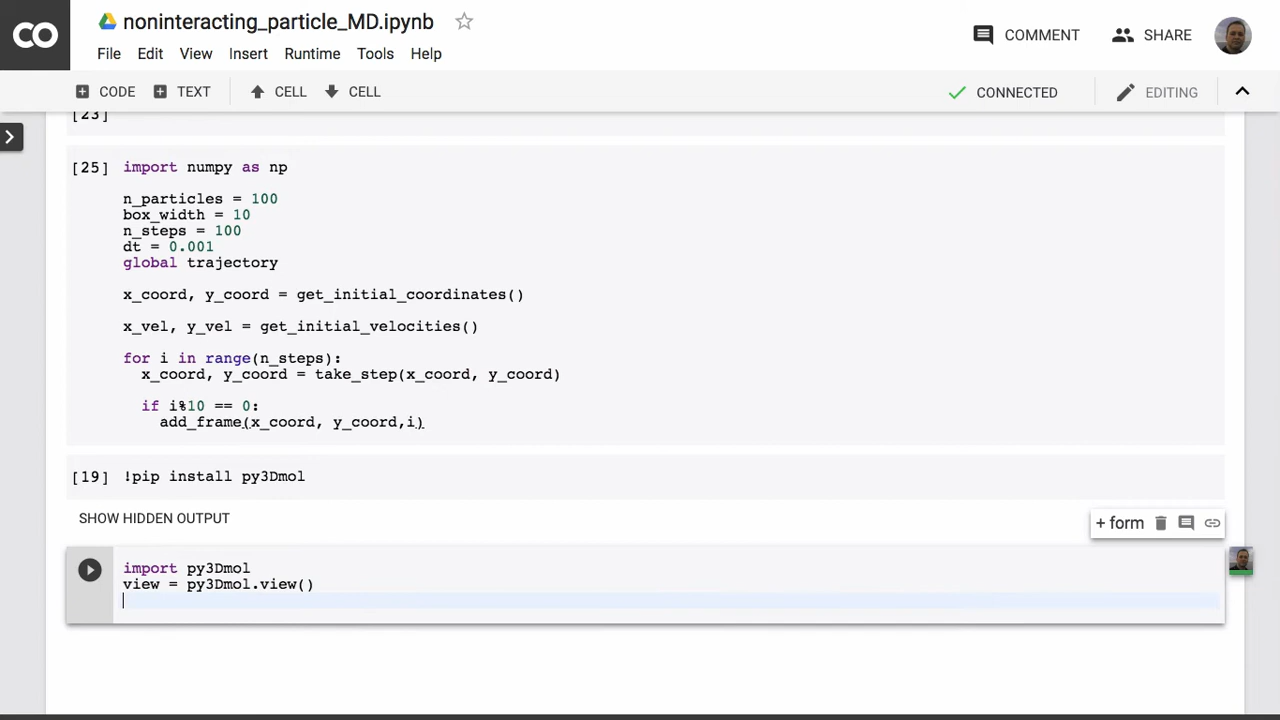 CO
noninteracting_particle_MD.ipynb
COMMENT
SHARE
File Edit View Insert Runtime Tools Help
CODE TEXT CELL CELL
CONNECTED
EDITING
[23]
[25] import numpy as np
n_particles = 100
box_width = 10
n_steps = 100
dt = 0.001
global trajectory
x_coord, y_coord = get_initial_coordinates()
x_vel, y_vel = get_initial_velocities()
for i in range(n_steps):
x_coord, y_coord = take_step(x_coord, y_coord)
if i%10 == 0:
add_frame(x_coord, y_coord,i)
[19] !pip install py3Dmol
SHOW HIDDEN OUTPUT
+ form
import py3Dmol
view = py3Dmol.view()